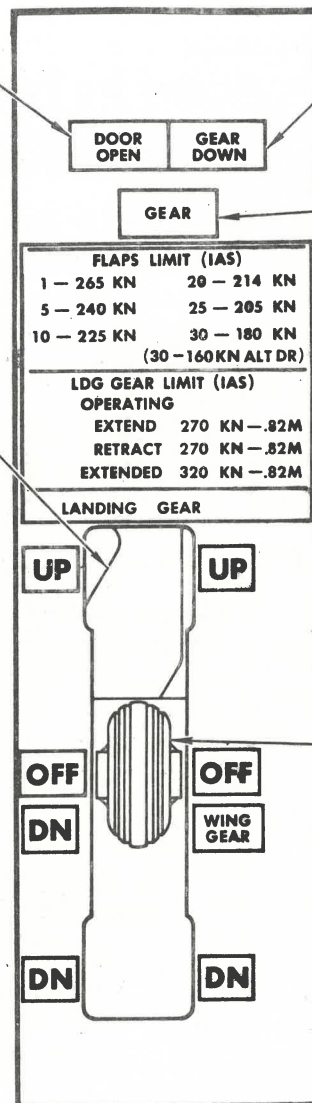 DOOR OPEN GEAR DOWN
GEAR
FLAPS LIMIT (IAS)
1 — 265 KN 20 — 214 KN
5 — 240 KN 25 — 205 KN
10 — 225 KN 30 — 180 KN
(30 — 160KN ALT DR)
LDG GEAR LIMIT (IAS)
OPERATING
EXTEND 270 KN —.82M
RETRACT 270 KN —.82M
EXTENDED 320 KN —.82M
LANDING GEAR
UP UP
OFF OFF
DN WING GEAR
DN DN